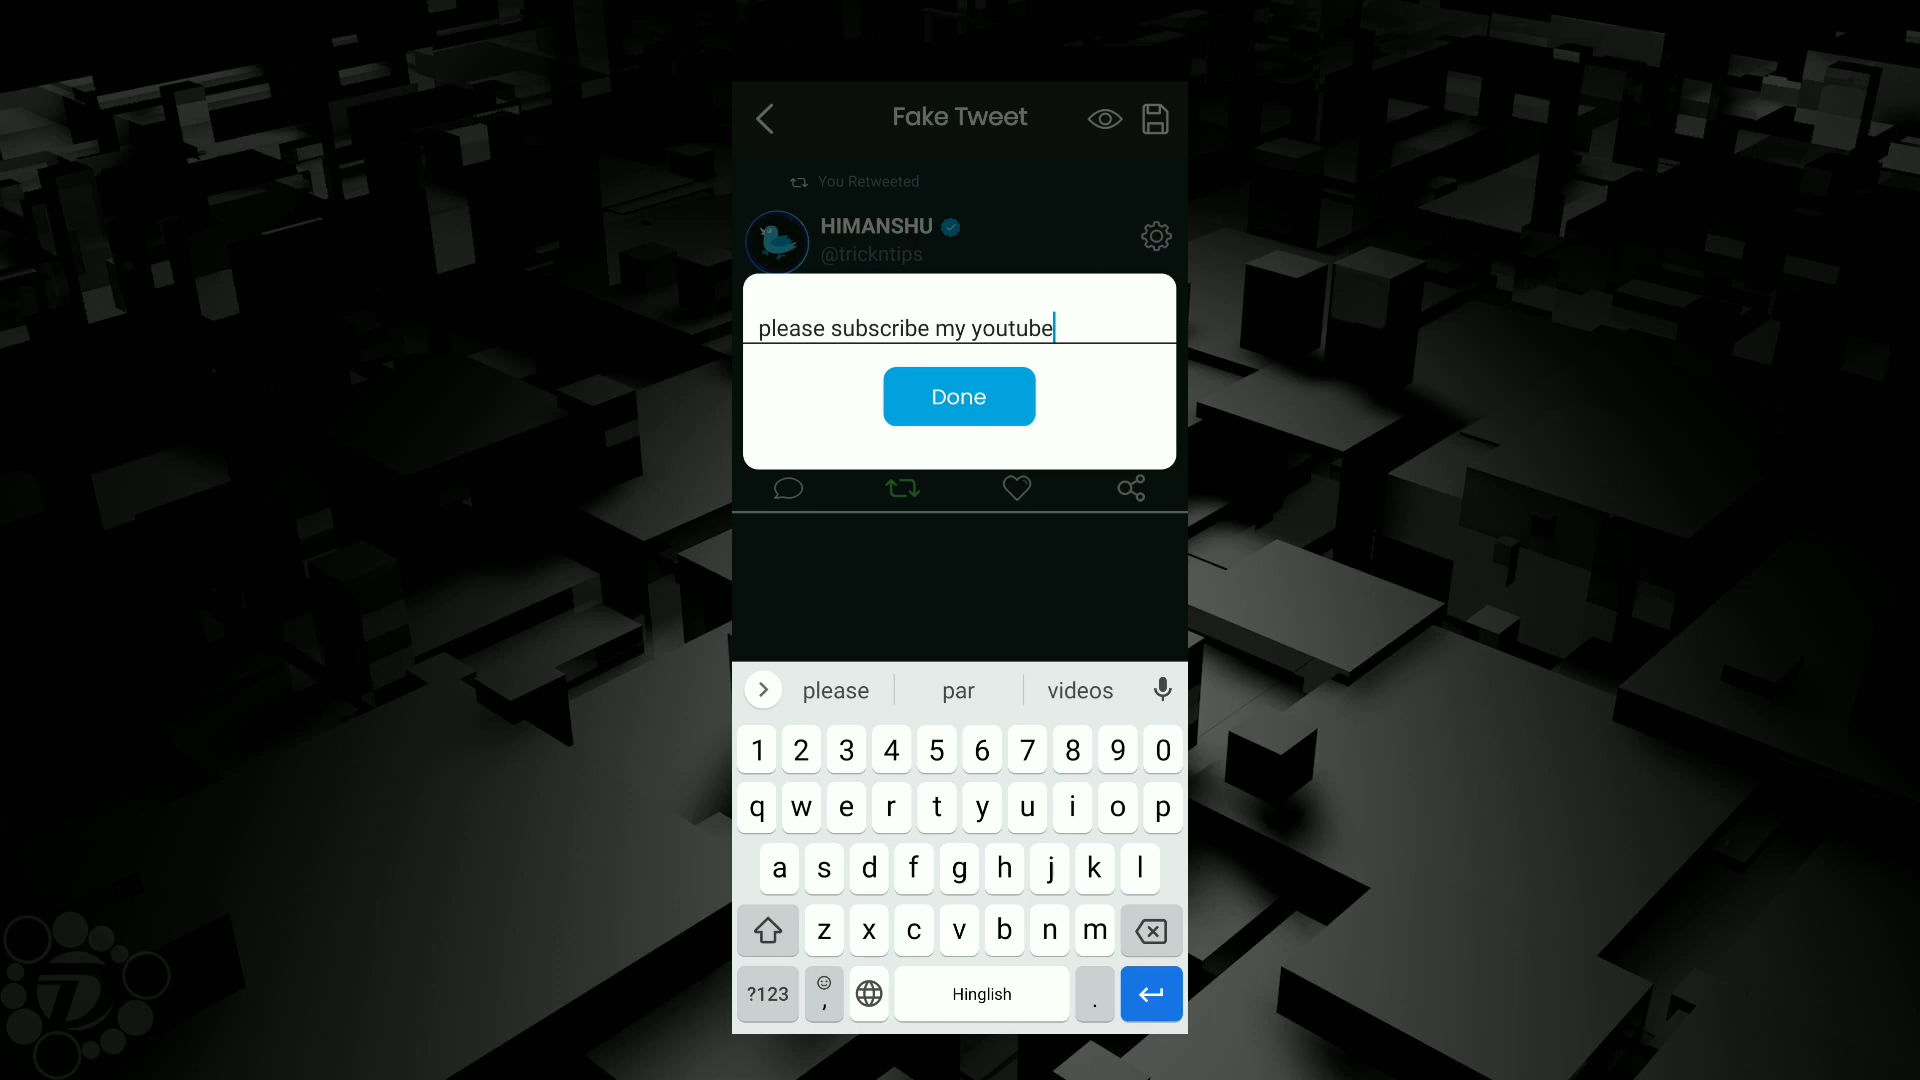 Fake Tweet
You Retweeted
HIMANSHU
@trickntips
please subscribe my youtube
Done
please par videos
1 2 3 4 5 6 7 8 9 0
q w e r t y u i o p
a s d f g h j k l
z x c v b n m
?123 , Hinglish .